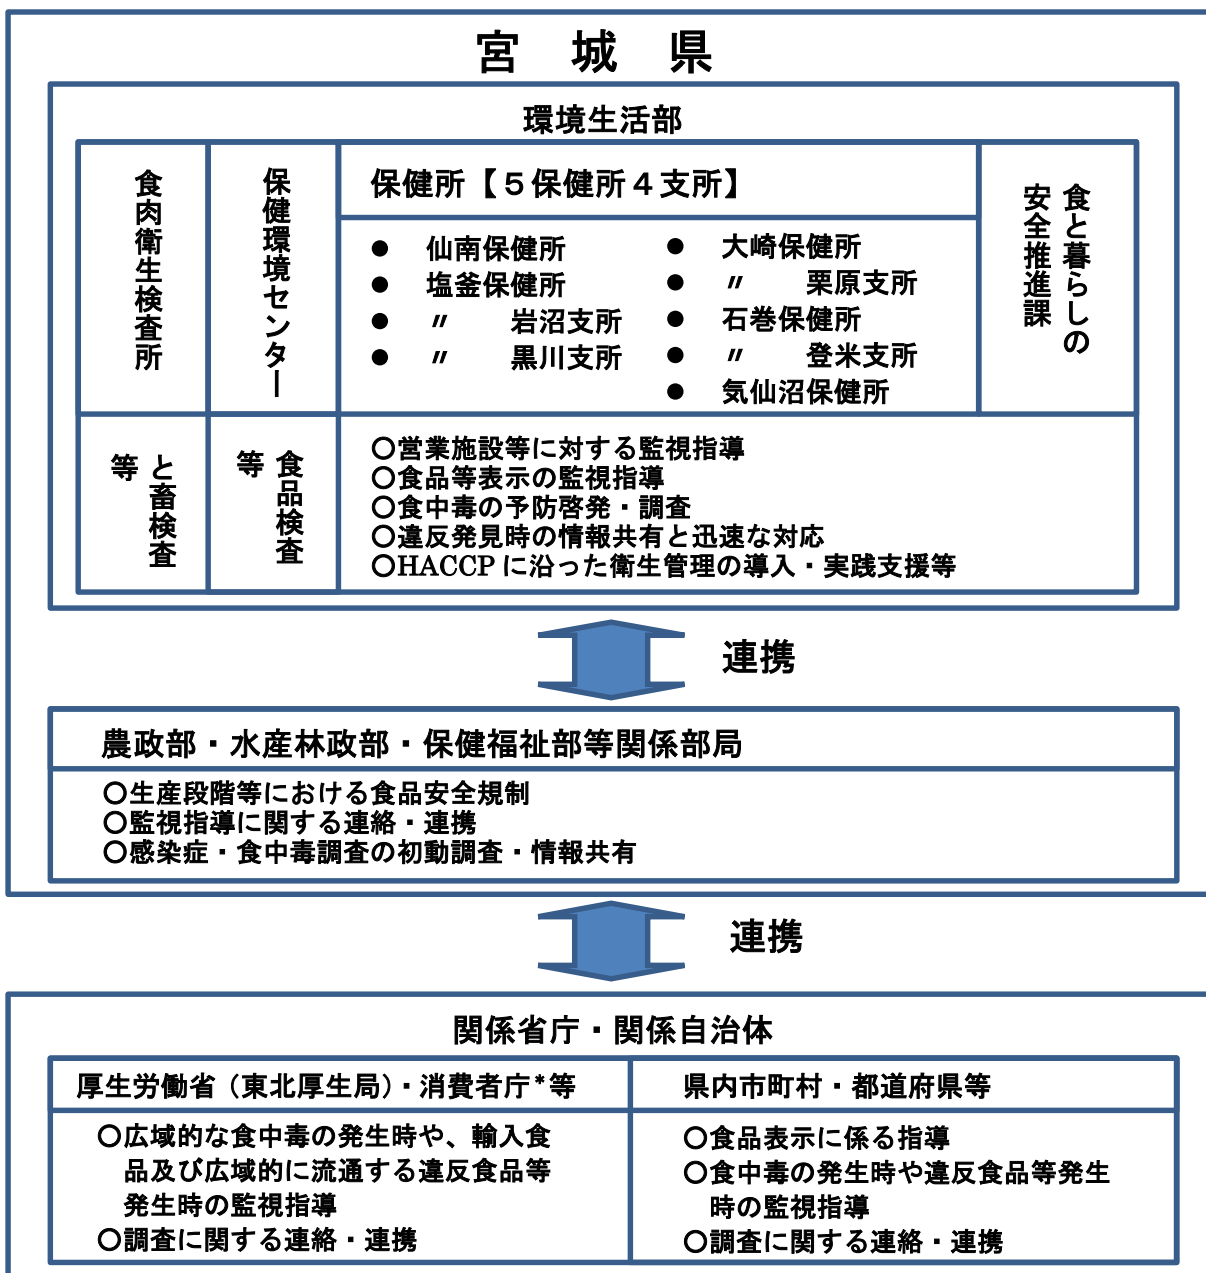 宮　城　県
環境生活部
食肉衛生検査所
保健環境センター
保健所【５保健所４支所】
● 仙南保健所
● 塩釜保健所
● 〃 岩沼支所
● 〃 黒川支所
● 大崎保健所
● 〃 栗原支所
● 石巻保健所
● 〃 登米支所
● 気仙沼保健所
食と暮らしの
安全推進課
と畜検査
等
食品検査
等
○営業施設等に対する監視指導
○食品等表示の監視指導
○食中毒の予防啓発・調査
○違反発見時の情報共有と迅速な対応
○HACCP に沿った衛生管理の導入・実践支援等
連携
農政部・水産林政部・保健福祉部等関係部局
○生産段階等における食品安全規制
○監視指導に関する連絡・連携
○感染症・食中毒調査の初動調査・情報共有
連携
関係省庁・関係自治体
厚生労働省（東北厚生局）・消費者庁*等
○広域的な食中毒の発生時や、輸入食
品及び広域的に流通する違反食品等
発生時の監視指導
○調査に関する連絡・連携
県内市町村・都道府県等
○食品表示に係る指導
○食中毒の発生時や違反食品等発生
時の監視指導
○調査に関する連絡・連携